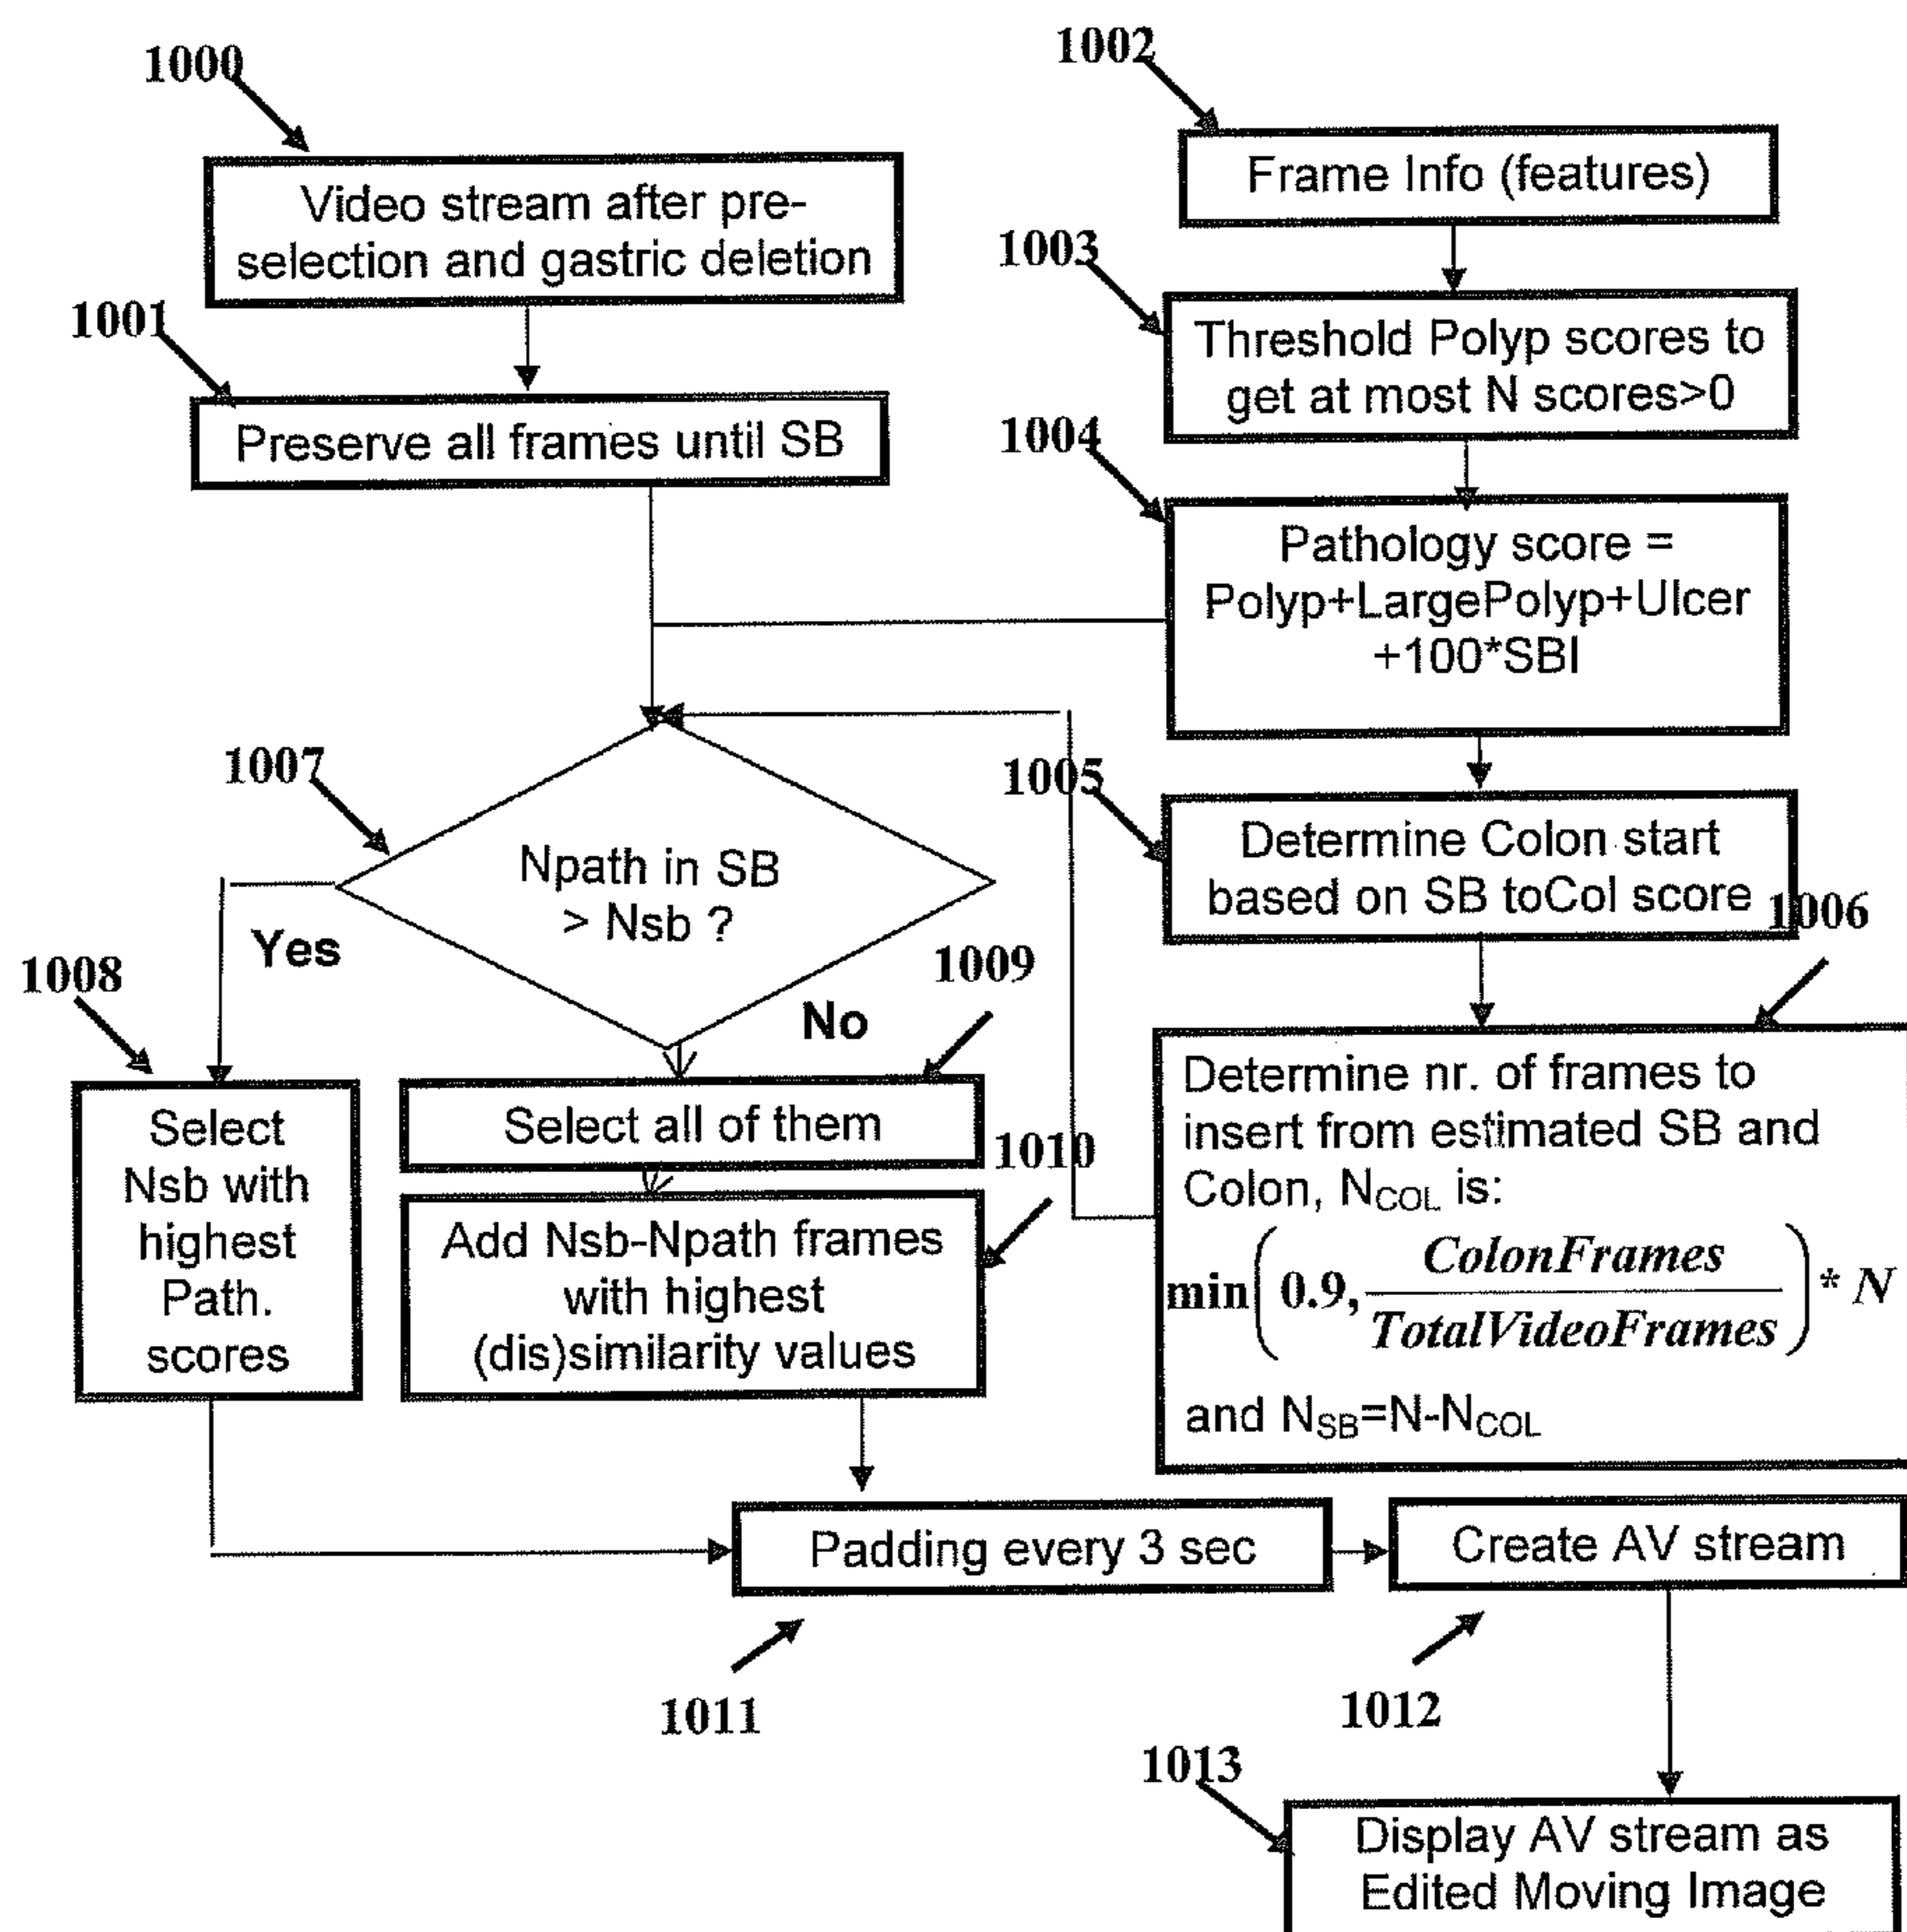 1000
Video stream after pre-
selection and gastric deletion
1001
Preserve all frames until SB
1002
Frame Info (features)
1003
Threshold Polyp scores to
get at most N scores>0
1004
Pathology score =
Polyp+LargePolyp+Ulcer
+100*SBI
1005
Determine Colon start
based on SB toCol score
1006
Determine nr. of frames to
insert from estimated SB and
Colon, NCOL is:
min(0.9, ColonFrames
TotalVideoFrames) * N
and NSB=N-NCOL
1007
Npath in SB
> Nsb ?
Yes
No
1008
Select
Nsb with
highest
Path.
scores
1009
Select all of them
1010
Add Nsb-Npath frames
with highest
(dis)similarity values
Padding every 3 sec
1011
Create AV stream
1012
1013
Display AV stream as
Edited Moving Image